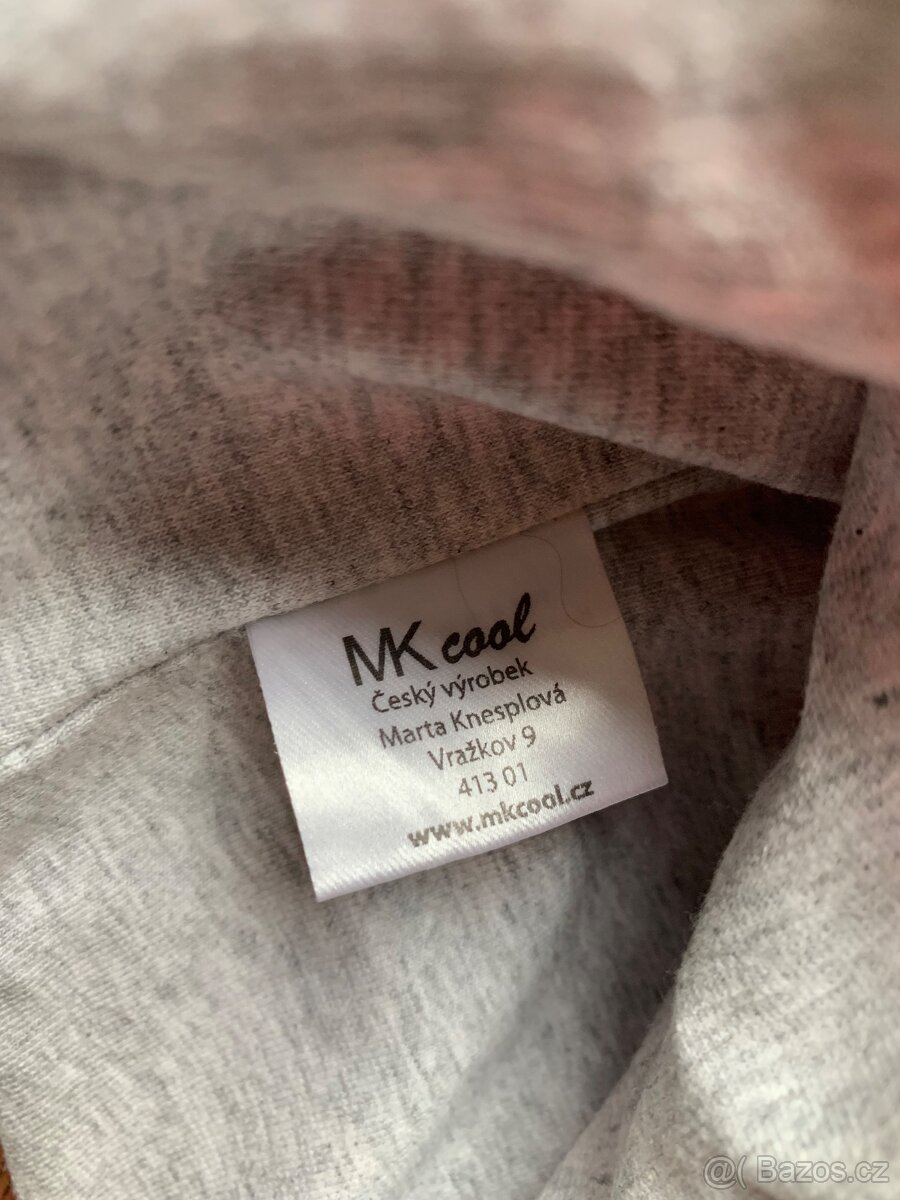 MK cool
Český výrobek
Marta Knesplová
Vražkov 9
413 01
www.mkcool.cz
@( Bazos.cz